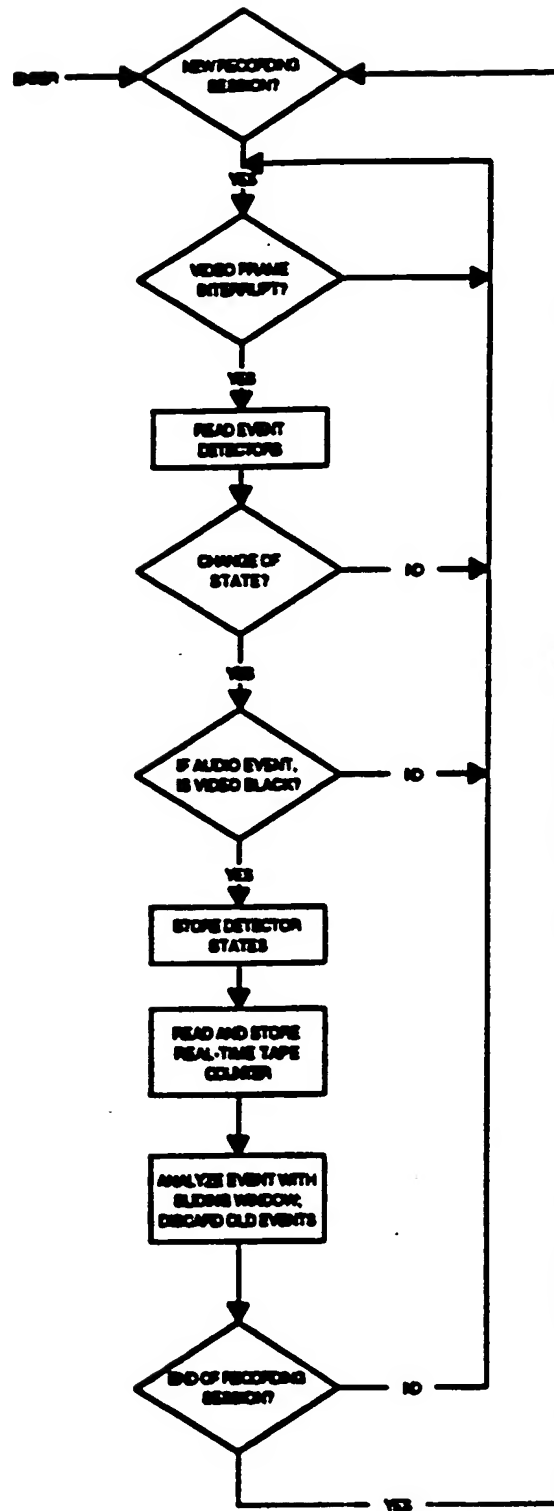 NEW RECORDING
SESSION?
ENTER
YES
VIDEO FRAME
INTERRUPT?
YES
READ EVENT
DETECTORS
CHANGE OF
STATE?
NO
YES
IF AUDIO EVENT,
IS VIDEO BLACK?
NO
YES
STORE DETECTOR
STATES
READ AND STORE
REAL-TIME TAPE
COUNTER
ANALYZE EVENT WITH
SLIDING WINDOW;
DISCARD OLD EVENTS
END OF RECORDING
SESSION?
NO
YES